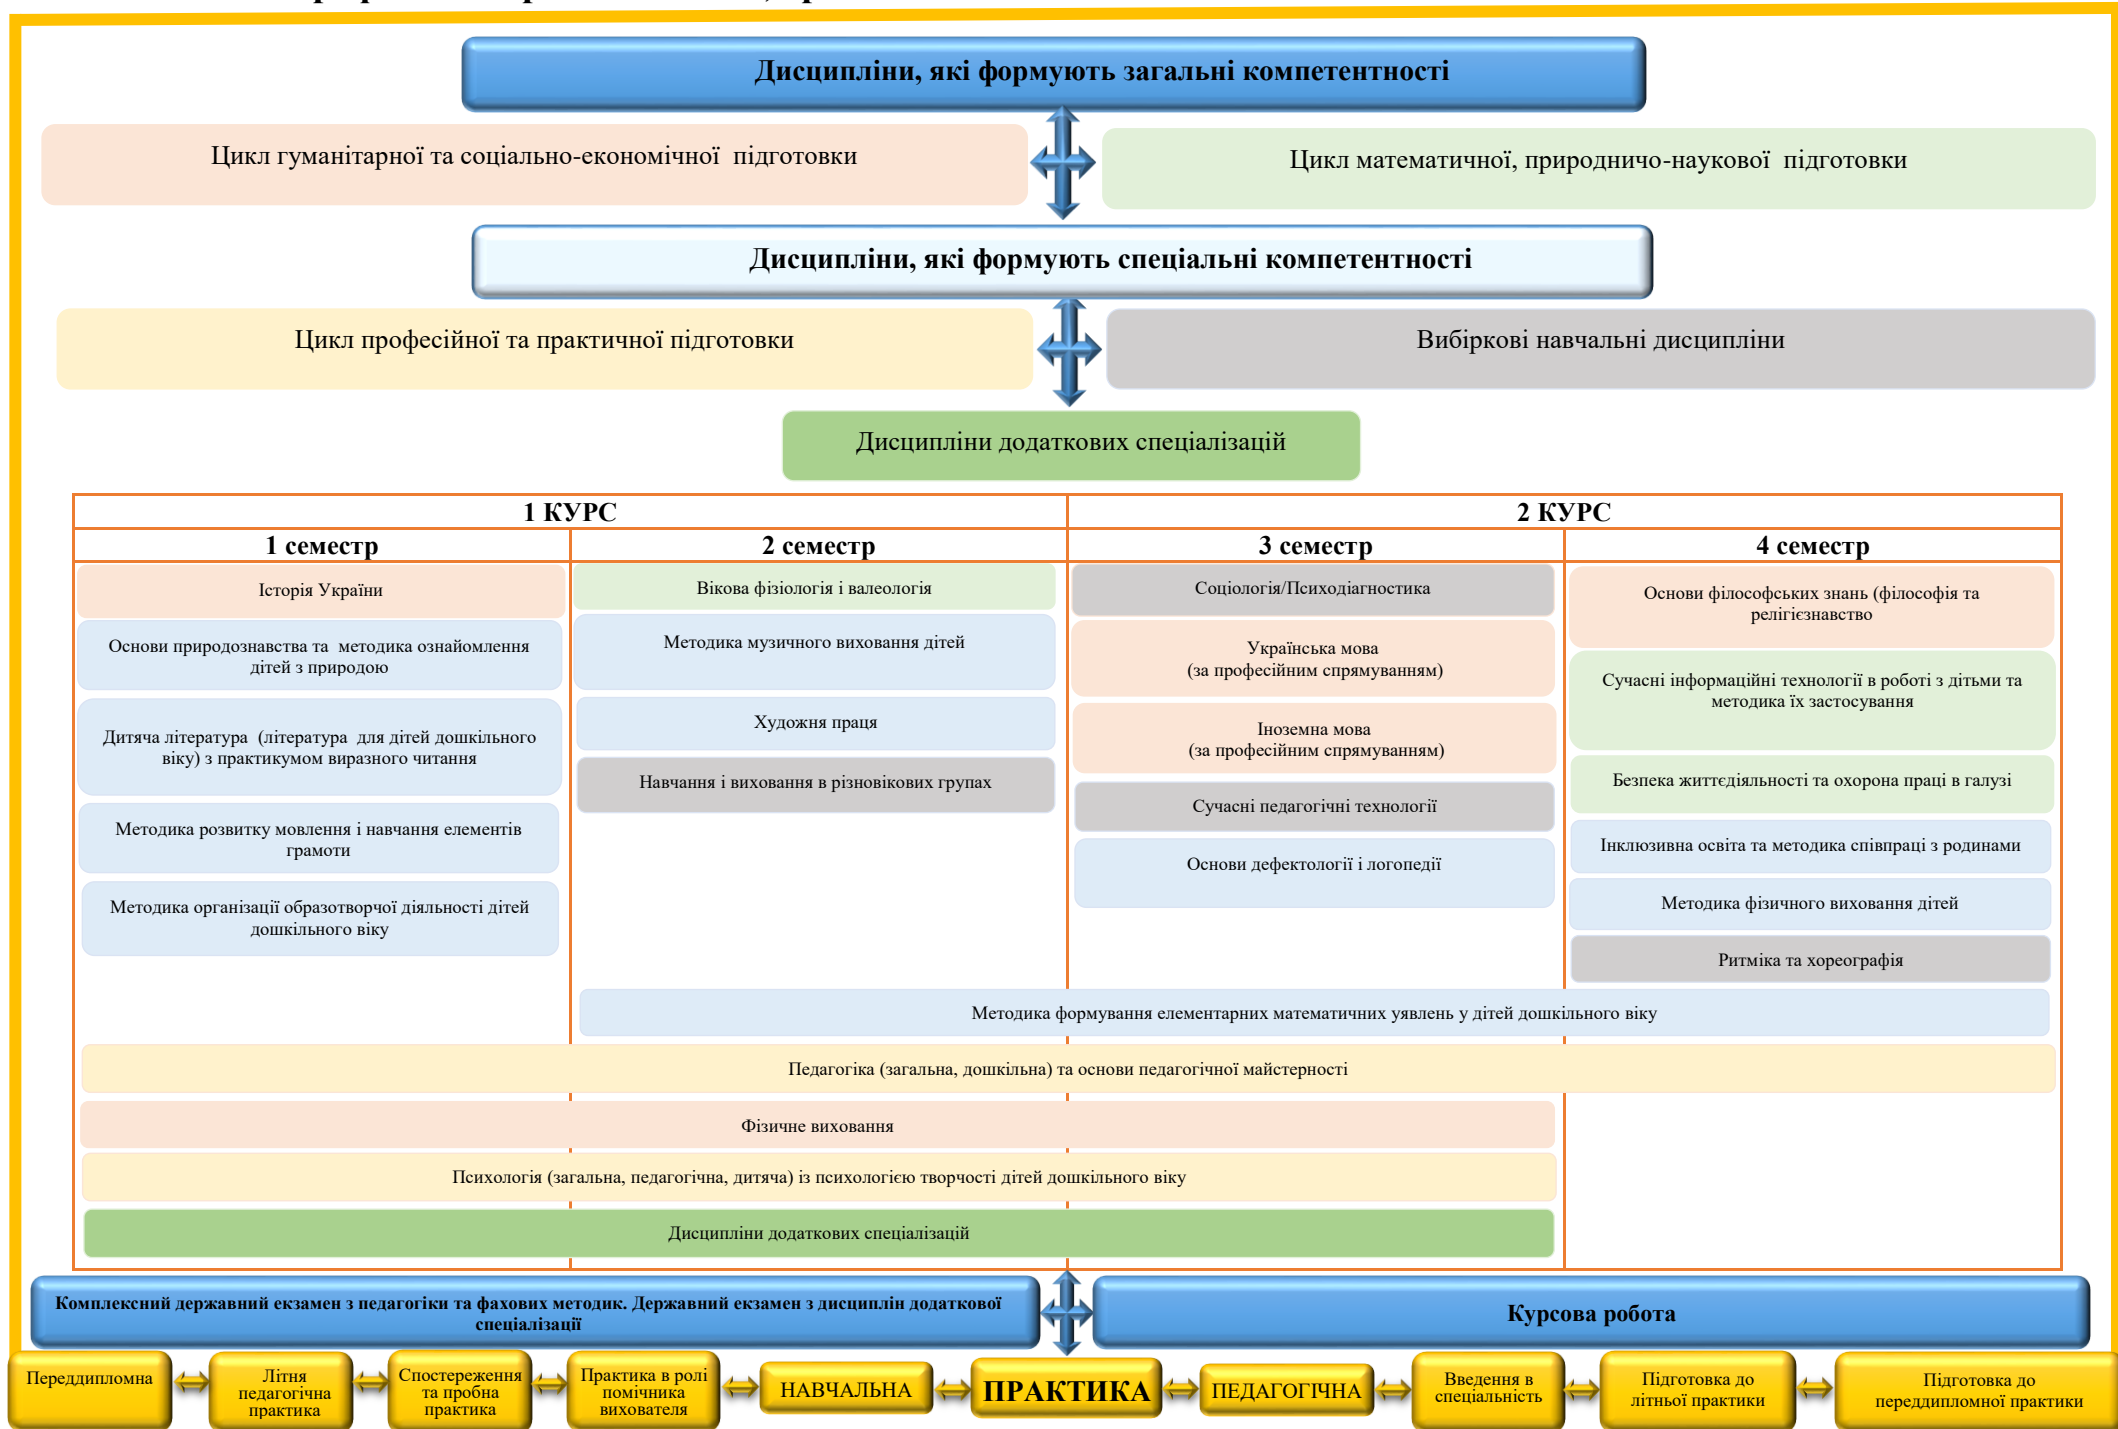 Дисципліни, які формують загальні компетентності
Цикл гуманітарної та соціально-економічної підготовки
Цикл математичної, природничо-наукової підготовки
Дисципліни, які формують спеціальні компетентності
Цикл професійної та практичної підготовки
Вибіркові навчальні дисципліни
Дисципліни додаткових спеціалізацій
1 КУРС
2 КУРС
1 семестр
2 семестр
3 семестр
4 семестр
Історія України
Основи природознавства та методика ознайомлення
дітей з природою
Дитяча література (література для дітей дошкільного
віку) з практикумом виразного читання
Методика розвитку мовлення і навчання елементів
грамоти
Методика організації образотворчої діяльності дітей
дошкільного віку
Вікова фізіологія і валеологія
Методика музичного виховання дітей
Художня праця
Навчання і виховання в різновікових групах
Соціологія/Психодіагностика
Українська мова
(за професійним спрямуванням)
Іноземна мова
(за професійним спрямуванням)
Сучасні педагогічні технології
Основи дефектології і логопедії
Основи філософських знань (філософія та
релігієзнавство
Сучасні інформаційні технології в роботі з дітьми та
методика їх застосування
Безпека життєдіяльності та охорона праці в галузі
Інклюзивна освіта та методика співпраці з родинами
Методика фізичного виховання дітей
Ритміка та хореографія
Методика формування елементарних математичних уявлень у дітей дошкільного віку
Педагогіка (загальна, дошкільна) та основи педагогічної майстерності
Фізичне виховання
Психологія (загальна, педагогічна, дитяча) із психологією творчості дітей дошкільного віку
Дисципліни додаткових спеціалізацій
Комплексний державний екзамен з педагогіки та фахових методик. Державний екзамен з дисциплін додаткової
спеціалізації
Курсова робота
Переддипломна
Літня
педагогічна
практика
Спостереження
та пробна
практика
Практика в ролі
помічника
вихователя
НАВЧАЛЬНА
ПРАКТИКА
ПЕДАГОГІЧНА
Введення в
спеціальність
Підготовка до
літньої практики
Підготовка до
переддипломної практики